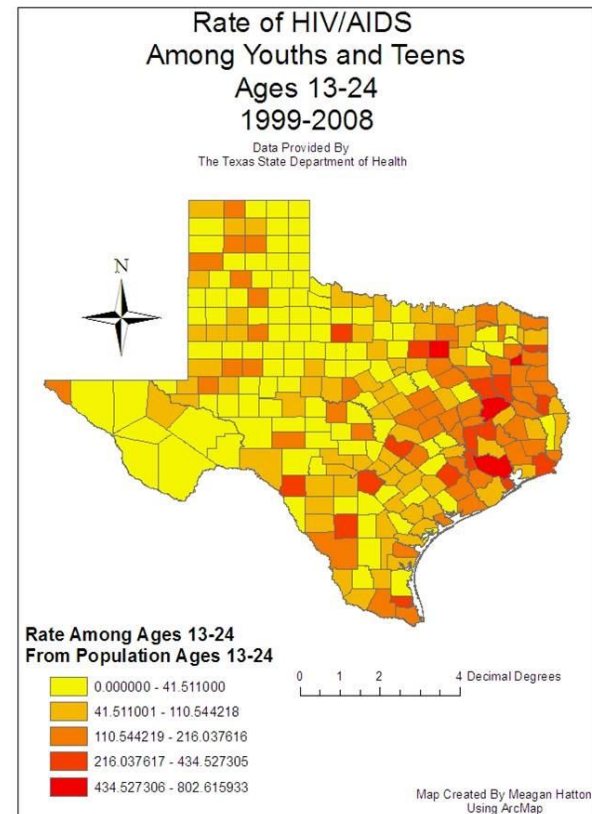 Rate of HIV/AIDS
Among Youths and Teens
Ages 13-24
1999-2008
Data Provided By
The Texas State Department of Health
N
Rate Among Ages 13-24
From Population Ages 13-24
0.000000 - 41.511000
41.511001 - 110.544218
110.544219 - 216.037616
216.037617 - 434.527305
434.527306 - 802.615933
0 1 2 4 Decimal Degrees
Map Created By Meagan Hatton
Using ArcMap